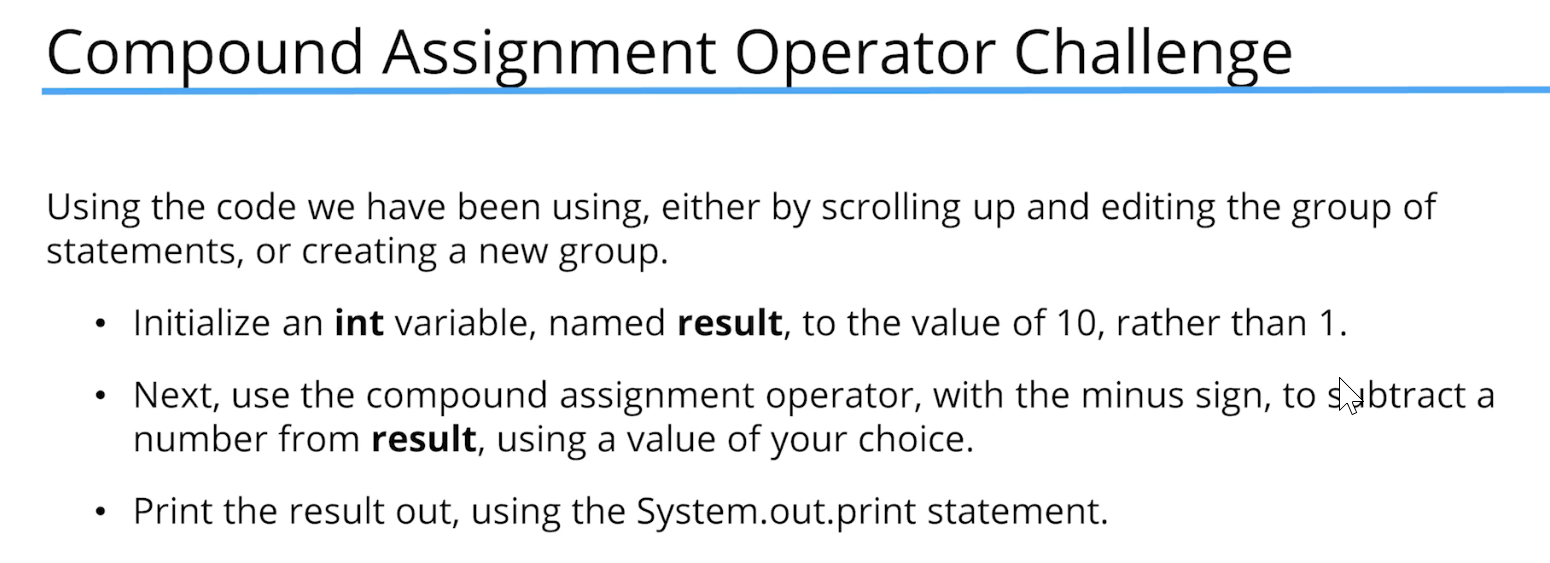 Compound Assignment Operator Challenge
Using the code we have been using, either by scrolling up and editing the group of
statements, or creating a new group.
• Initialize an int variable, named result, to the value of 10, rather than 1.
• Next, use the compound assignment operator, with the minus sign, to subtract a
number from result, using a value of your choice.
• Print the result out, using the System.out.print statement.